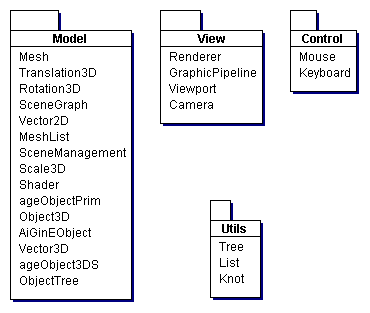 Model
Mesh
Translation3D
Rotation3D
SceneGraph
Vector2D
MeshList
SceneManagement
Scale3D
Shader
ageObjectPrim
Object3D
AiGinEObject
Vector3D
ageObject3DS
ObjectTree
View
Renderer
GraphicPipeline
Viewport
Camera
Control
Mouse
Keyboard
Utils
Tree
List
Knot